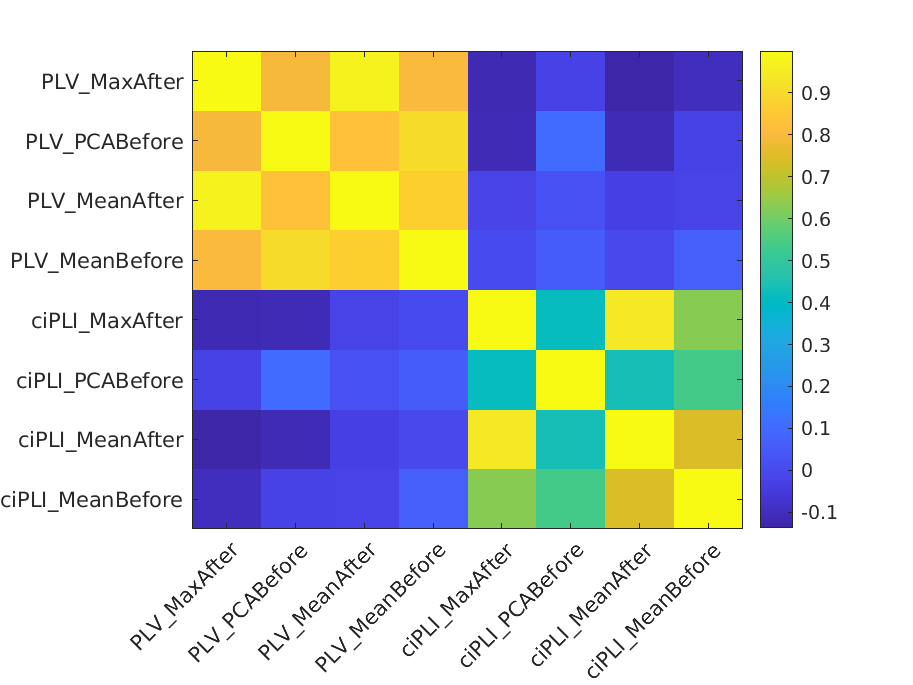 PLV_MaxAfter
PLV_PCABefore
PLV_MeanAfter
PLV_MeanBefore
ciPLI_MaxAfter
ciPLI_PCABefore
ciPLI_MeanAfter
ciPLI_MeanBefore
PLV_MaxAfter
PLV_PCABefore
PLV_MeanAfter
PLV_MeanBefore
ciPLI_MaxAfter
ciPLI_PCABefore
ciPLI_MeanAfter
ciPLI_MeanBefore
0.9
0.8
0.7
0.6
0.5
0.4
0.3
0.2
0.1
0
-0.1